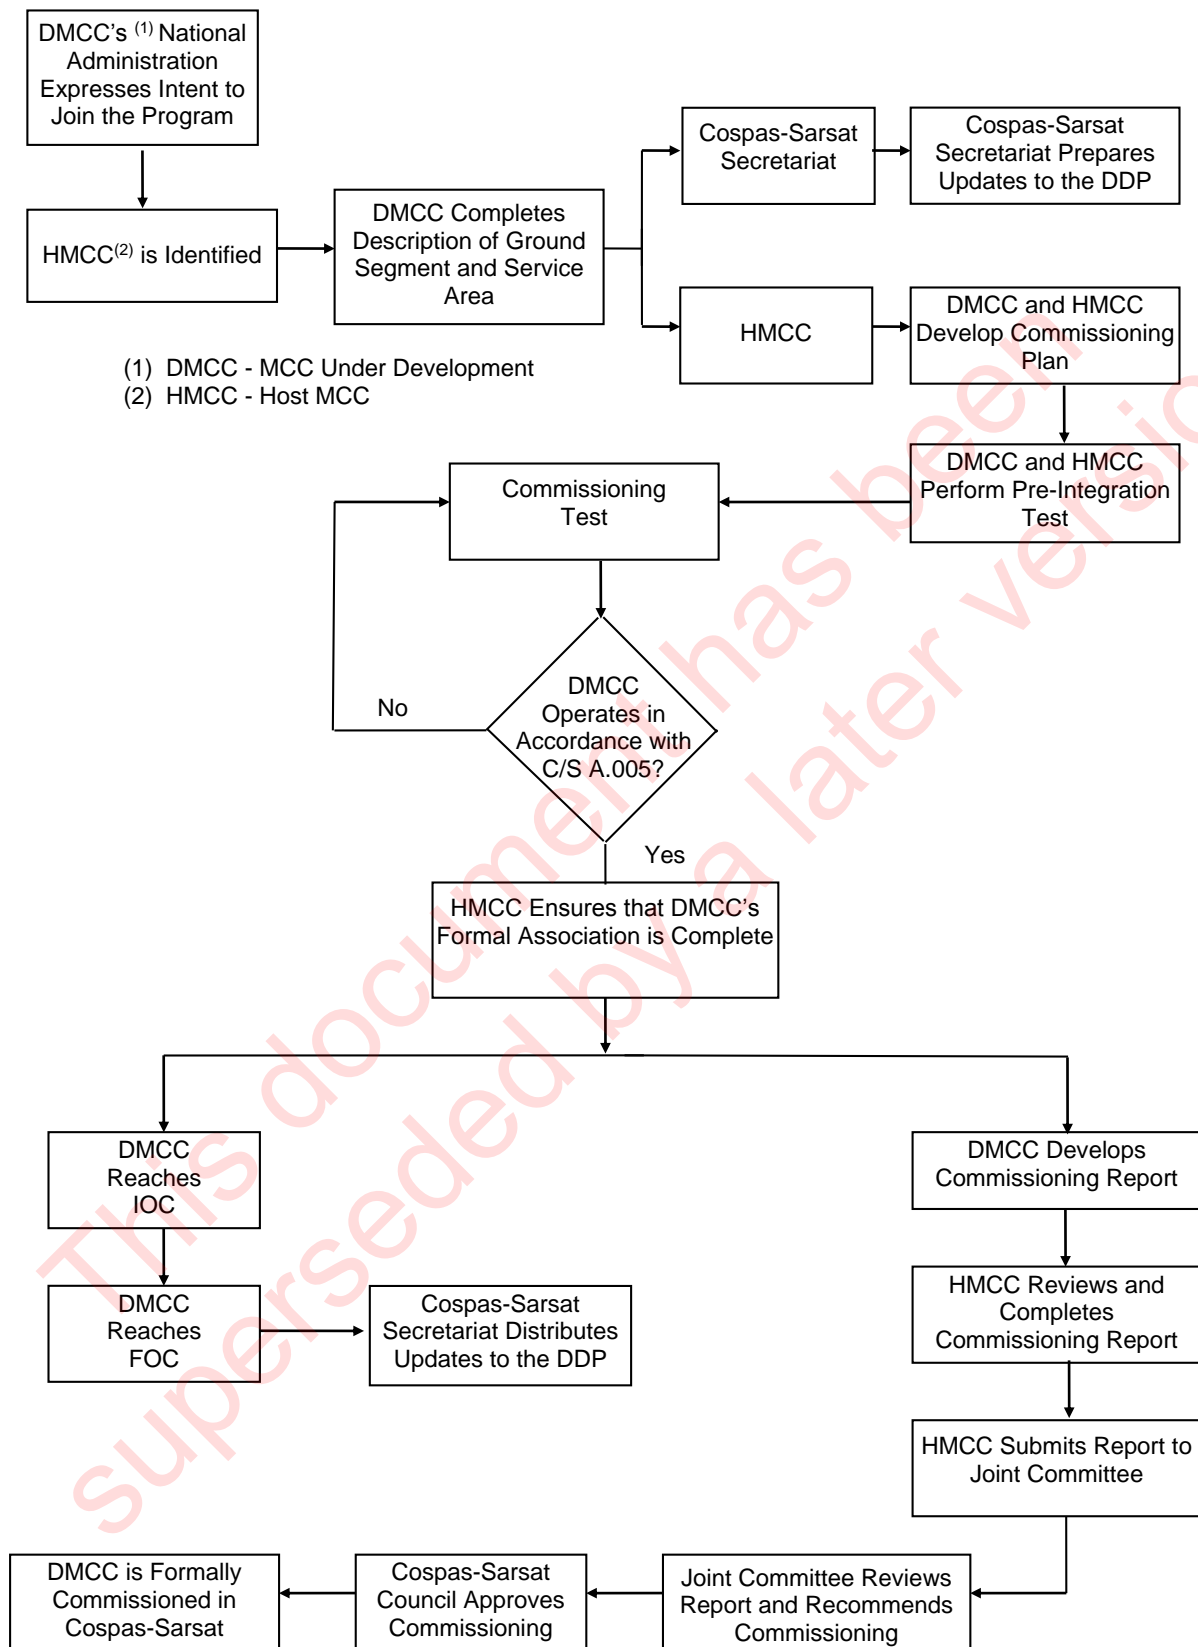 DMCC's (1) National
Administration
Expresses Intent to
Join the Program
Cospas-Sarsat
Secretariat
Cospas-Sarsat
Secretariat Prepares
Updates to the DDP
HMCC(2) is Identified
DMCC Completes
Description of Ground
Segment and Service
Area
HMCC
DMCC and HMCC
Develop Commissioning
Plan
(1) DMCC - MCC Under Development
(2) HMCC - Host MCC
DMCC and HMCC
Perform Pre-Integration
Test
Commissioning
Test
DMCC
Operates in
Accordance with
C/S A.005?
No
Yes
HMCC Ensures that DMCC's
Formal Association is Complete
DMCC
Reaches
IOC
DMCC Develops
Commissioning Report
DMCC
Reaches
FOC
Cospas-Sarsat
Secretariat Distributes
Updates to the DDP
HMCC Reviews and
Completes
Commissioning Report
HMCC Submits Report to
Joint Committee
DMCC is Formally
Commissioned in
Cospas-Sarsat
Cospas-Sarsat
Council Approves
Commissioning
Joint Committee Reviews
Report and Recommends
Commissioning
This document has been
superseded by a later versio